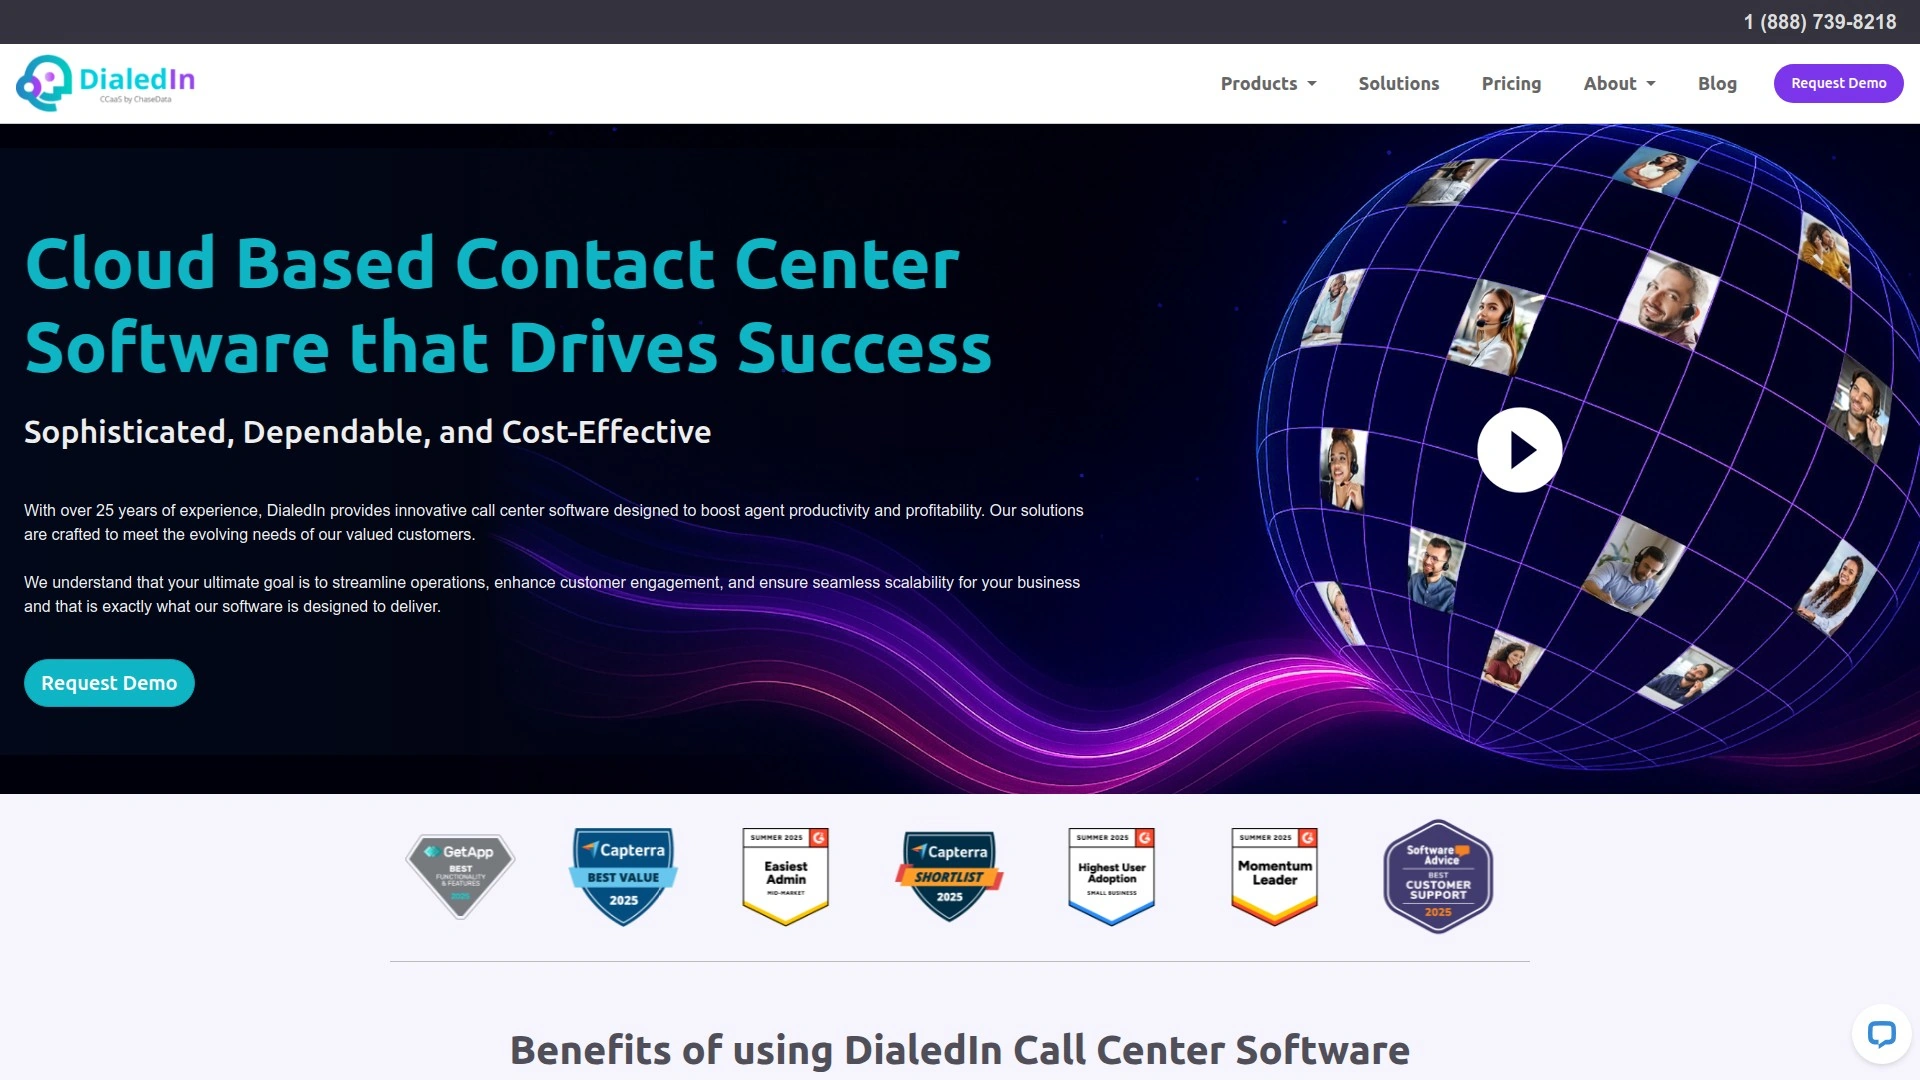 1 (888) 739-8218
DialedIn
CCaaS by ChaseData
Products
Solutions
Pricing
About
Blog
Request Demo
Cloud Based Contact Center
Software that Drives Success
Sophisticated, Dependable, and Cost-Effective
With over 25 years of experience, DialedIn provides innovative call center software designed to boost agent productivity and profitability. Our solutions
are crafted to meet the evolving needs of our valued customers.
We understand that your ultimate goal is to streamline operations, enhance customer engagement, and ensure seamless scalability for your business
and that is exactly what our software is designed to deliver.
Request Demo
GetApp
BEST
FUNCTIONALITY
& FEATURES
2025
Capterra
BEST VALUE
2025
SUMMER 2025
Easiest
Admin
MID-MARKET
Capterra
SHORTLIST
2025
SUMMER 2025
Highest User
Adoption
SMALL BUSINESS
SUMMER 2025
Momentum
Leader
Software
Advice
BEST
CUSTOMER
SUPPORT
2025
Benefits of using DialedIn Call Center Software